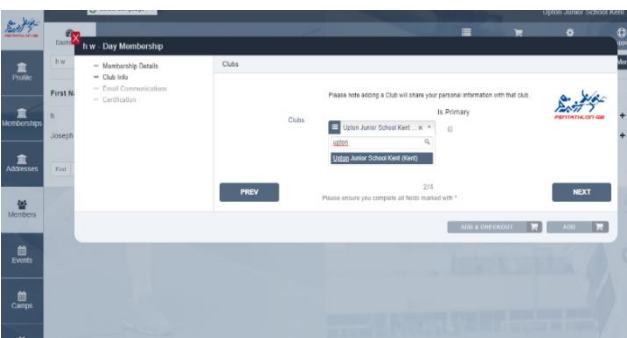 Upton Junior School Kent
PENTATHLON GB
h w - Day Membership
h w
Profile
First N
h
Joseph
Memberships
Addresses
Find
Members
Events
Camps
Membership Details
Club Info
Email Communications
Certification
Clubs
Please note adding a Club will share your personal information with that club.
Is Primary
Clubs
Upton Junior School Kent ... x
upton
Upton Junior School Kent (Kent)
PENTATHLON GB
PREV
2/4
NEXT
Please ensure you complete all fields marked with *
ADD & CHECKOUT
ADD